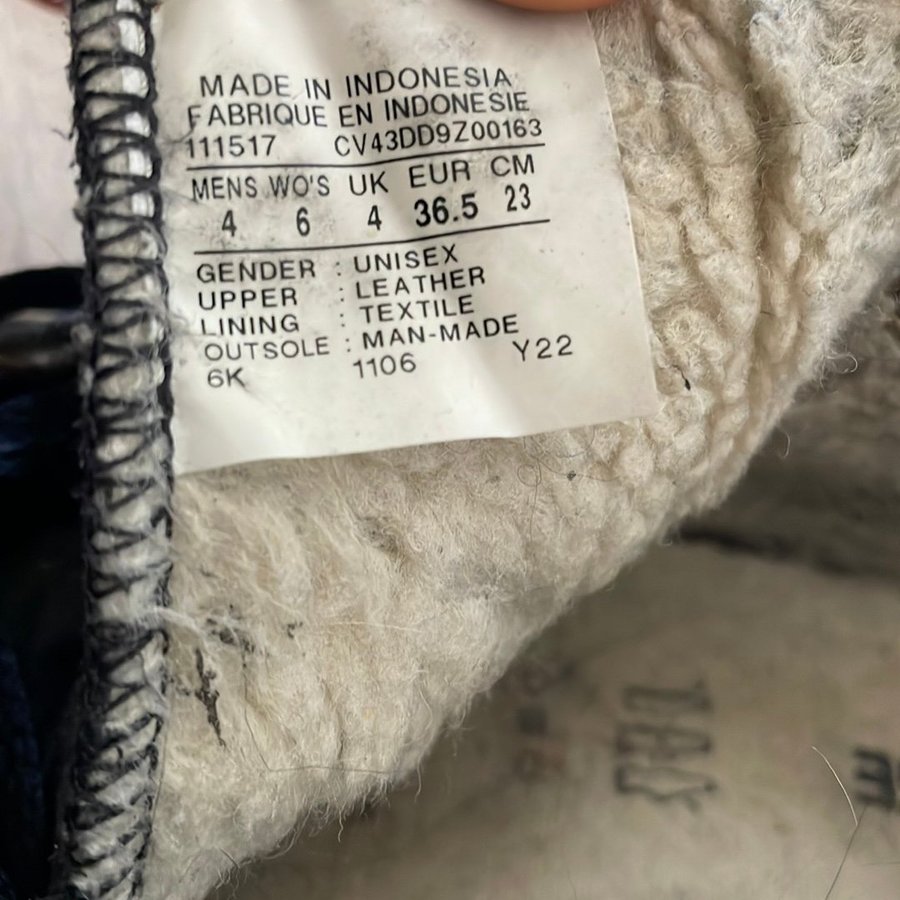 MADE IN INDONESIA
FABRIQUE EN INDONESIE
111517 CV43DD9Z00163
MENS WO'S UK EUR CM
4 6 4 36.5 23
GENDER : UNISEX
UPPER : LEATHER
LINING : TEXTILE
OUTSOLE : MAN-MADE
6K 1106 Y22